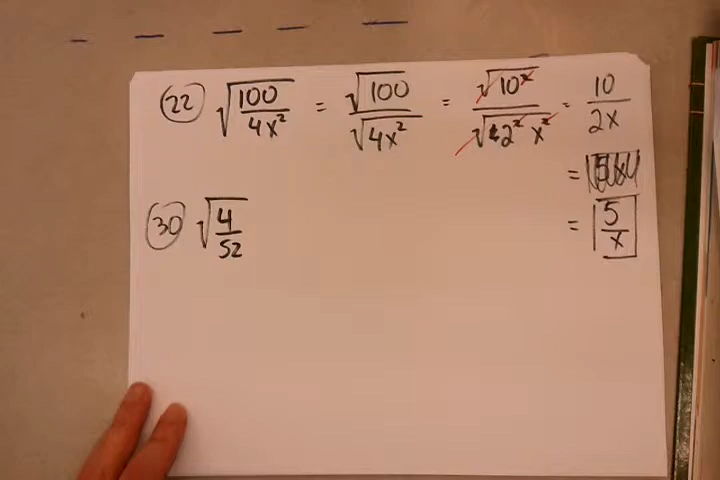 (22) √(100/4x²) = √100/√4x² = √10²/√2²x² = 10/2x
= 5/x
(30) √(4/52)